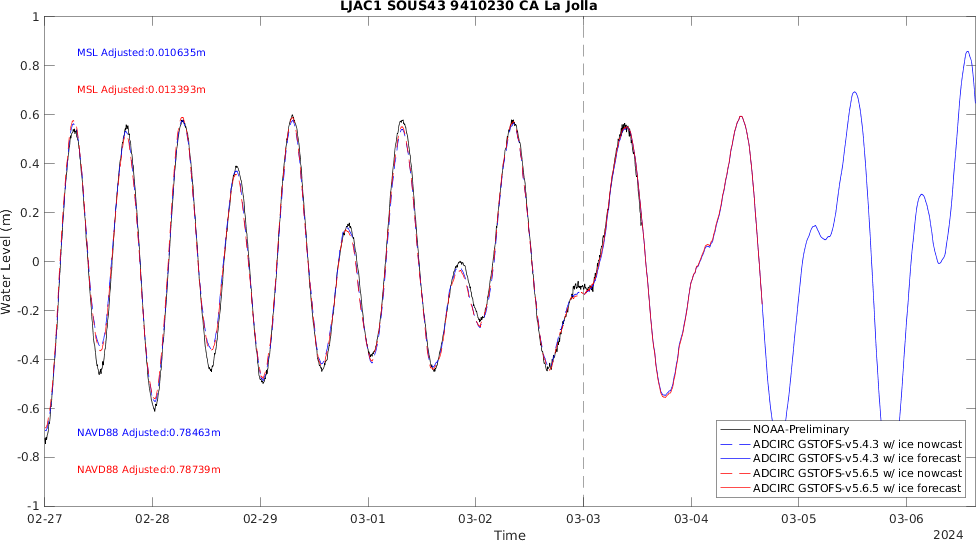 LJAC1 SOUS43 9410230 CA La Jolla
1
0.8
0.6
0.4
0.2
0
-0.2
-0.4
-0.6
-0.8
-1
Water Level (m)
MSL Adjusted:0.010635m
MSL Adjusted:0.013393m
NAVD88 Adjusted:0.78463m
NAVD88 Adjusted:0.78739m
NOAA-Preliminary
ADCIRC GSTOFS-v5.4.3 w/ ice nowcast
ADCIRC GSTOFS-v5.4.3 w/ ice forecast
ADCIRC GSTOFS-v5.6.5 w/ ice nowcast
ADCIRC GSTOFS-v5.6.5 w/ ice forecast
02-27 02-28 02-29 03-01 03-02 03-03 03-04 03-05 03-06
Time
2024